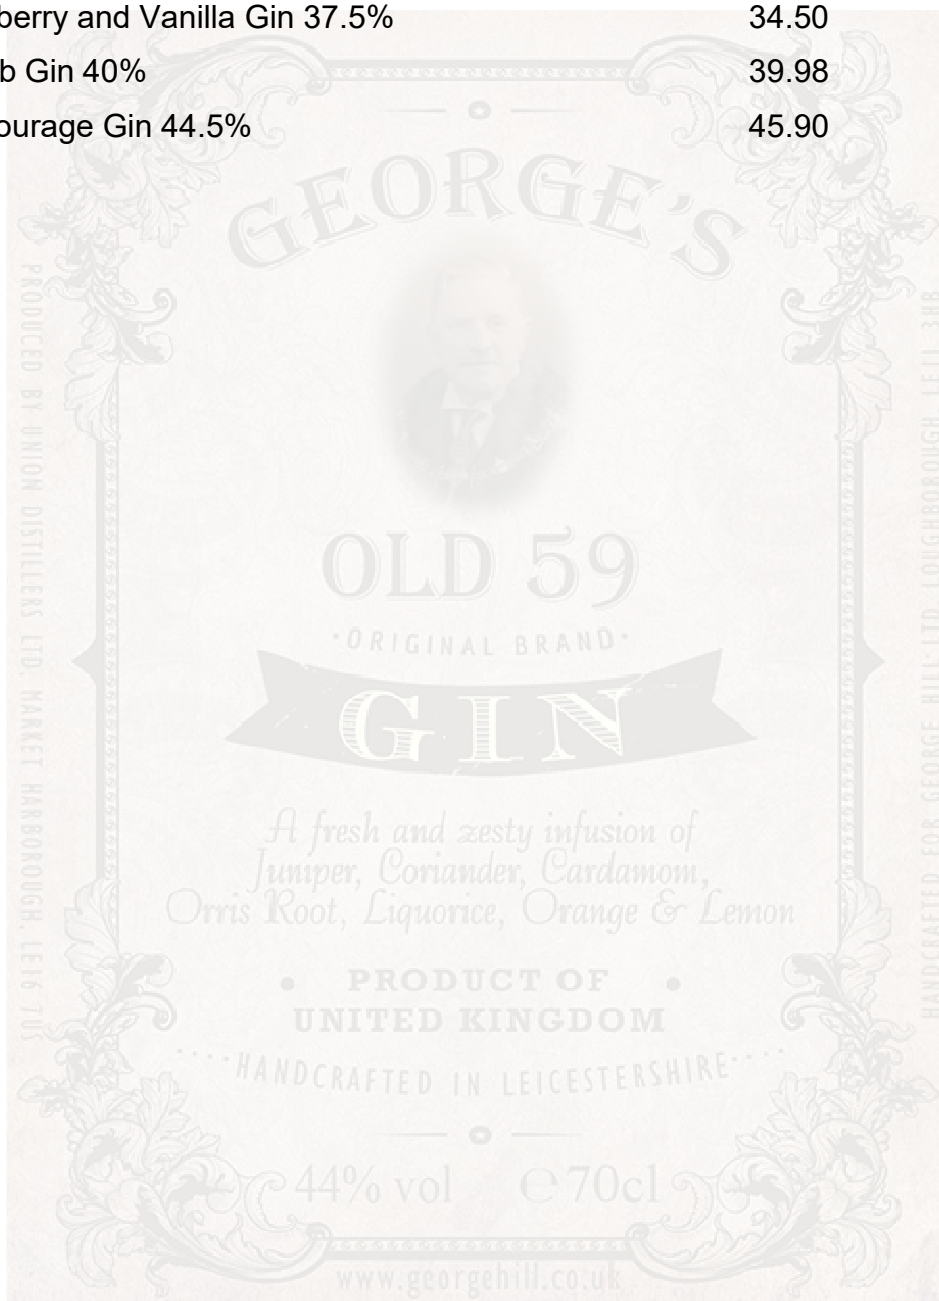 berry and Vanilla Gin 37.5% 34.50
b Gin 40% 39.98
ourage Gin 44.5% 45.90
GEORGE'S
OLD 59
·ORIGINAL BRAND·
GIN
A fresh and zesty infusion of
Juniper, Coriander, Cardamom,
Orris Root, Liquorice, Orange & Lemon
• PRODUCT OF •
UNITED KINGDOM
····HANDCRAFTED IN LEICESTERSHIRE····
44% vol ℮ 70cl
www.georgehill.co.uk
PRODUCED BY UNION DISTILLERS LTD. MARKET HARBOROUGH. LE16 7US
HANDCRAFTED FOR GEORGE HILL· LTD LOUGHBOROUGH LE11 3HB